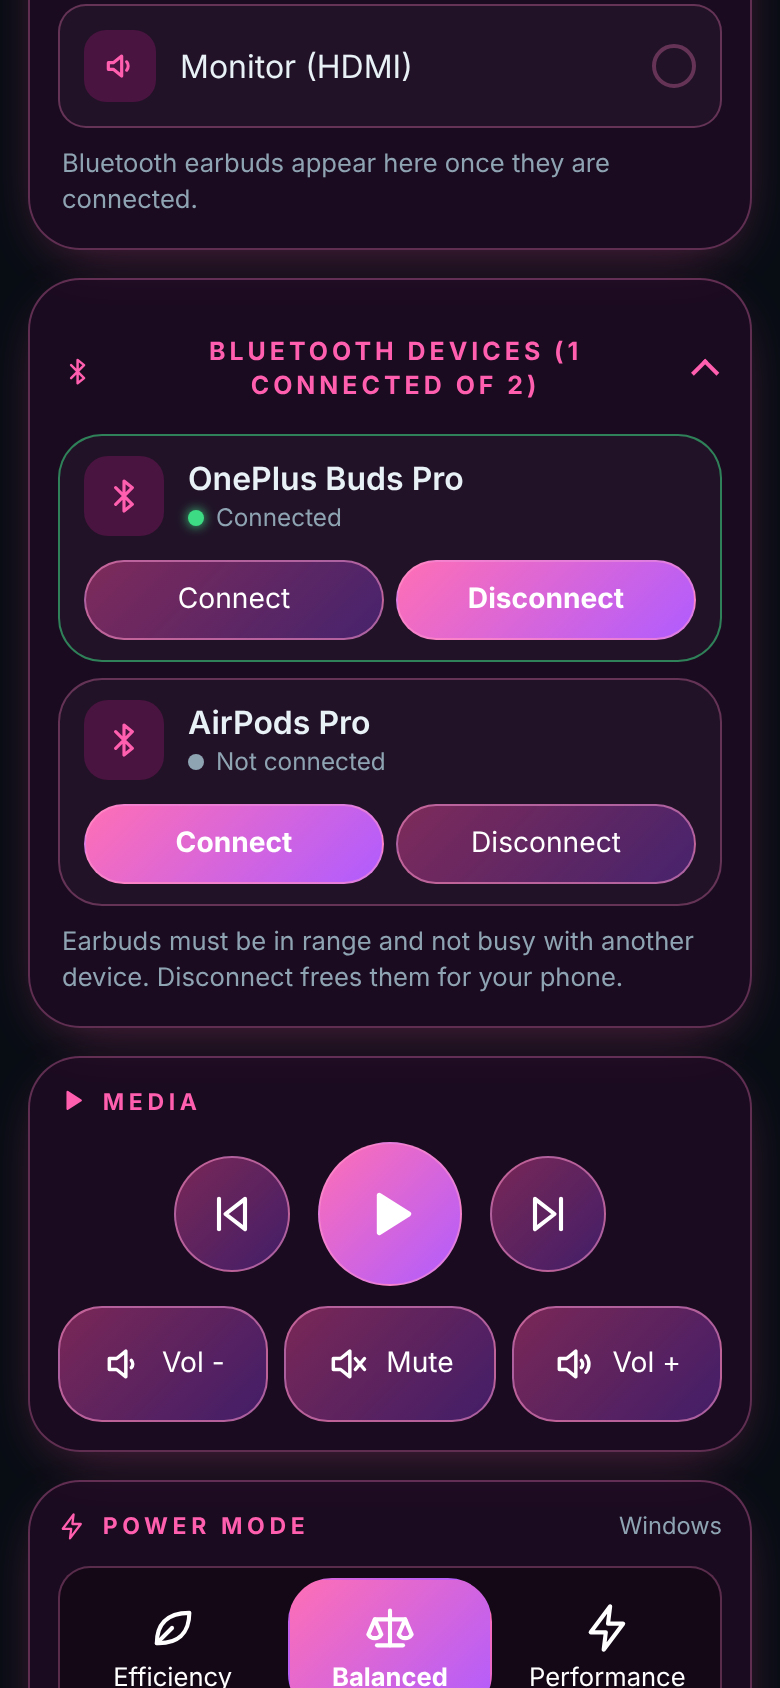 Monitor (HDMI)
Bluetooth earbuds appear here once they are
connected.
BLUETOOTH DEVICES (1
CONNECTED OF 2)
OnePlus Buds Pro
Connected
Connect
Disconnect
AirPods Pro
Not connected
Connect
Disconnect
Earbuds must be in range and not busy with another
device. Disconnect frees them for your phone.
MEDIA
Vol -
Mute
Vol +
POWER MODE
Windows
Efficiency
Balanced
Performance